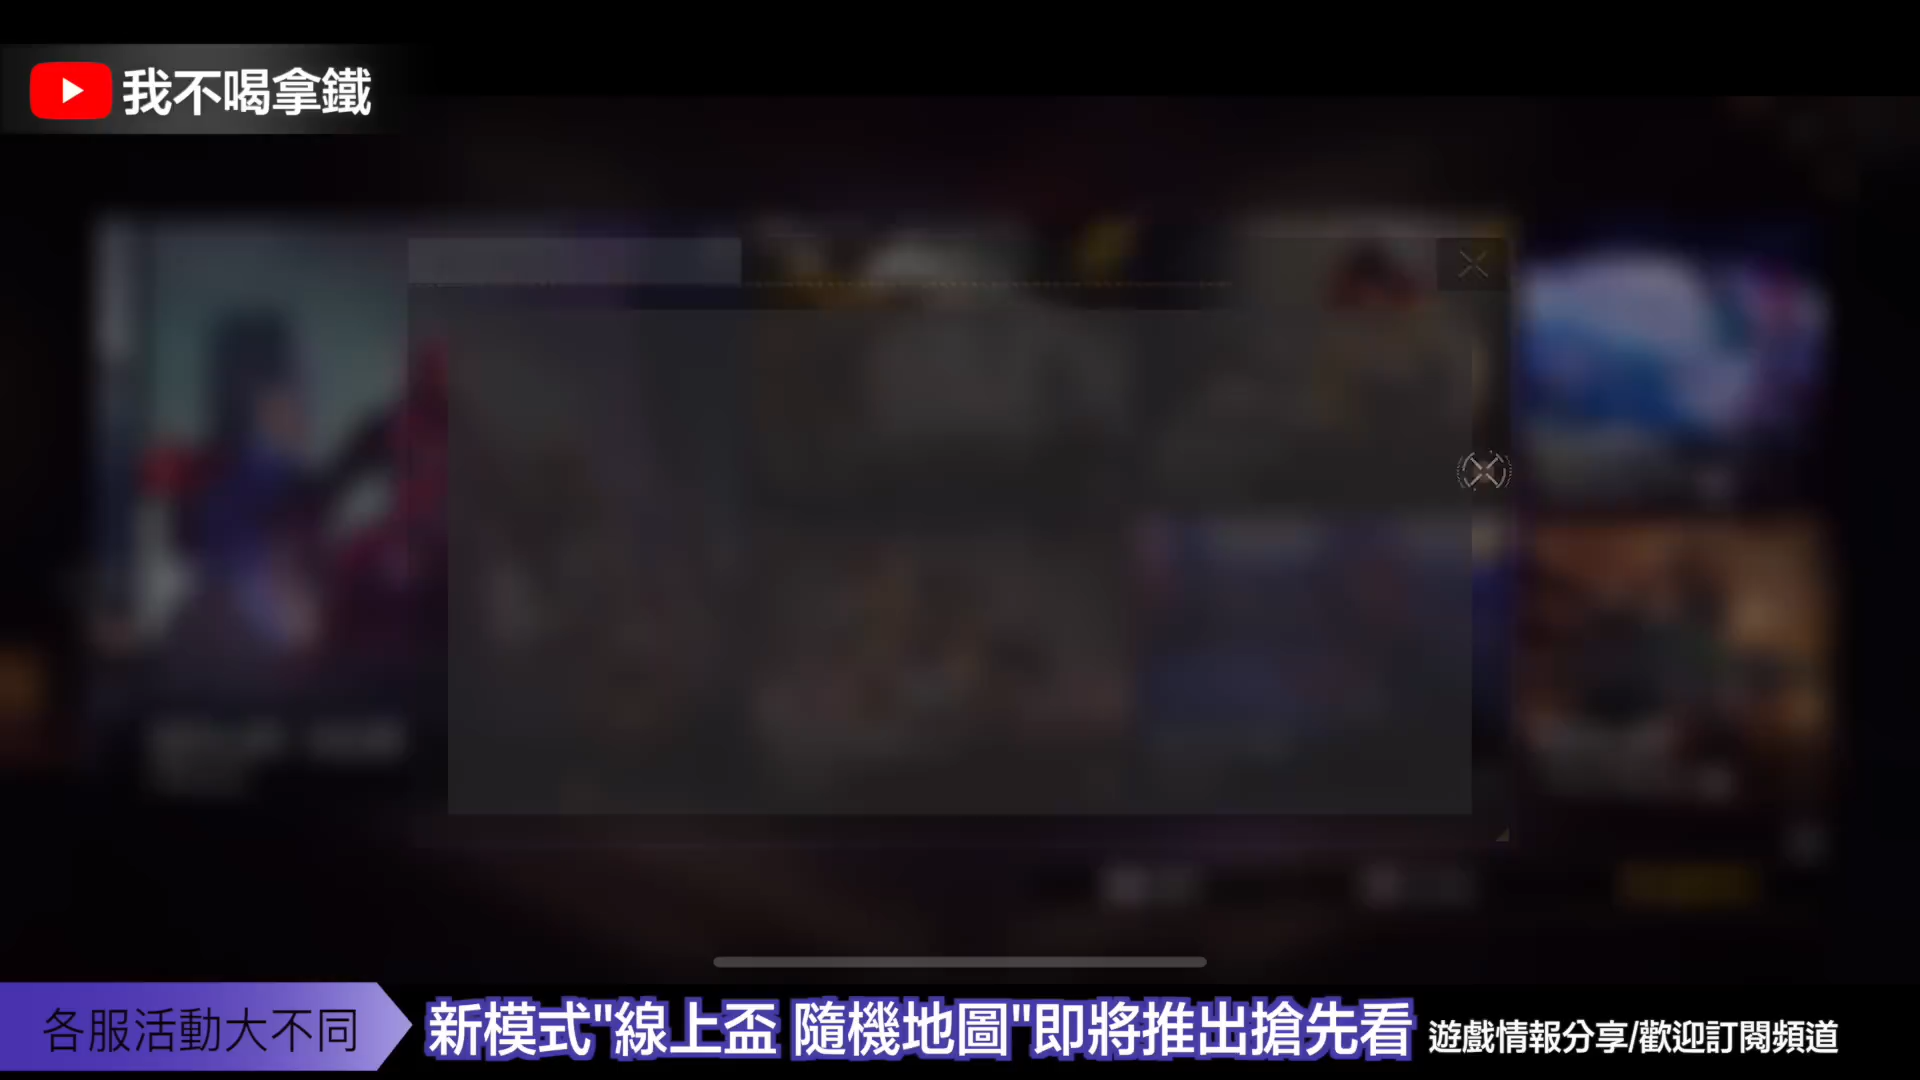 我不喝拿鐵
各服活動大不同
新模式"線上盃 隨機地圖"即將推出搶先看
遊戲情報分享/歡迎訂閱頻道